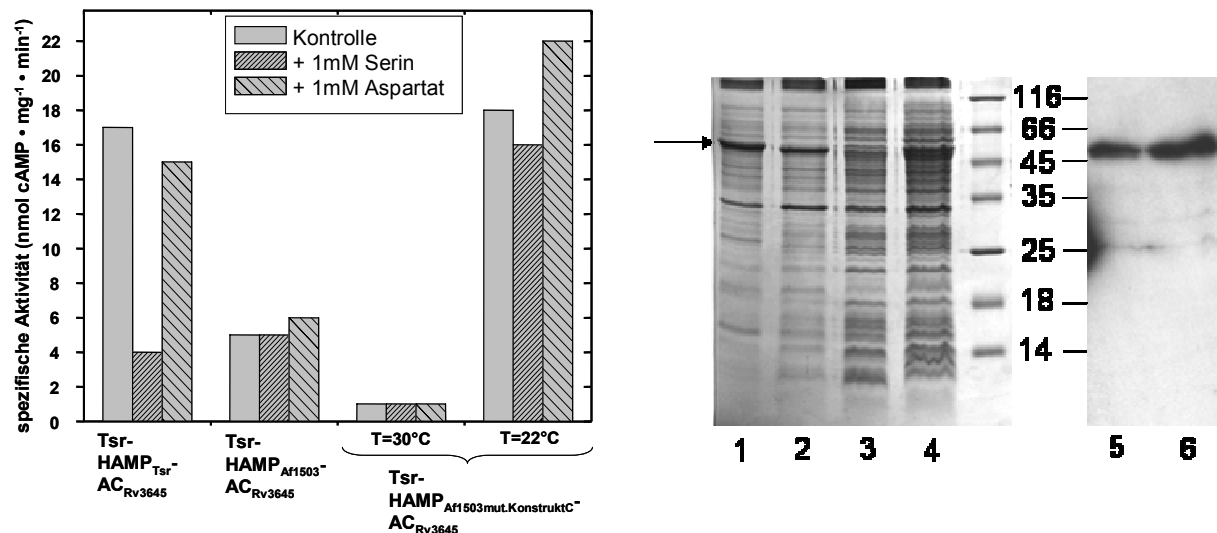 spezifische Aktivität (nmol cAMP • mg⁻¹ • min⁻¹)
22
20
18
16
14
12
10
8
6
4
2
0
Kontrolle
+ 1mM Serin
+ 1mM Aspartat
T=30°C
T=22°C
Tsr-
HAMP_Tsr-
AC_Rv3645
Tsr-
HAMP_Af1503-
AC_Rv3645
Tsr-
HAMP_Af1503mut.KonstruktC-
AC_Rv3645
116
66
45
35
25
18
14
1 2 3 4
5 6